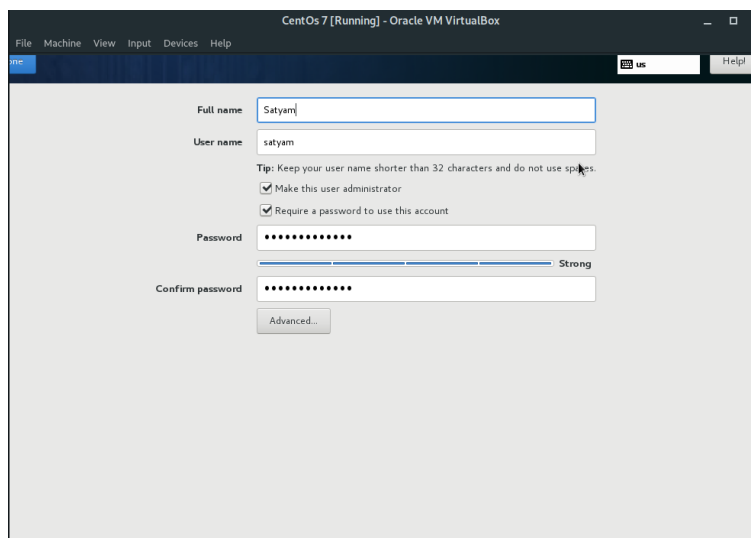 CentOs 7 [Running] - Oracle VM VirtualBox
File Machine View Input Devices Help
one us Help!
Full name Satyam
User name satyam
Tip: Keep your user name shorter than 32 characters and do not use spaces.
Make this user administrator
Require a password to use this account
Password •••••••••••••
Strong
Confirm password •••••••••••••
Advanced...